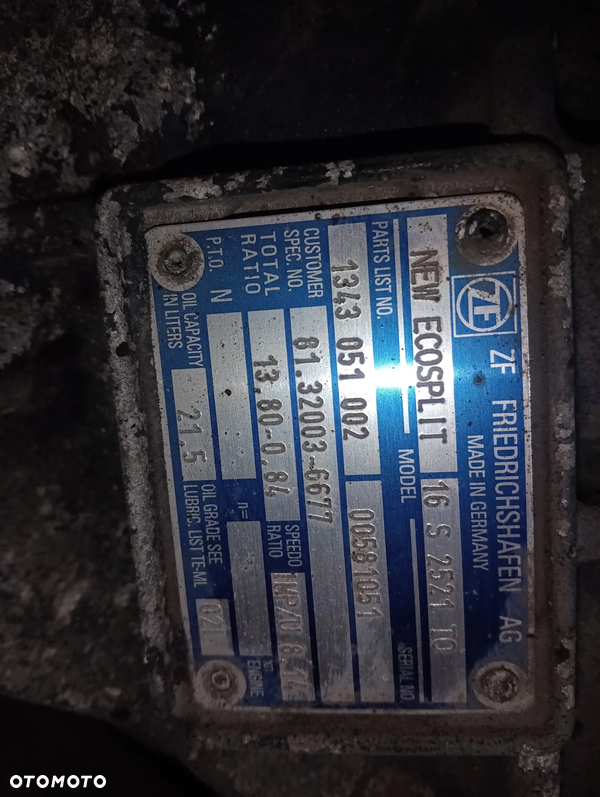 ZF
ZF FRIEDRICHSHAFEN AG
MADE IN GERMANY
NEW ECOSPLIT 16 S 2521 TO
PARTS LIST NO. MODEL SERIAL NO.
1343 051 002 00581051
CUSTOMER
SPEC. NO.
81.32003-6677
TOTAL
RATIO
13,80-0,84
SPEEDO
RATIO
P.T.O. N
n=
ENGINE
OIL CAPACITY
IN LITERS
21,5
OIL GRADE SEE
LUBRIC. LIST TE-ML
02
OTOMOTO